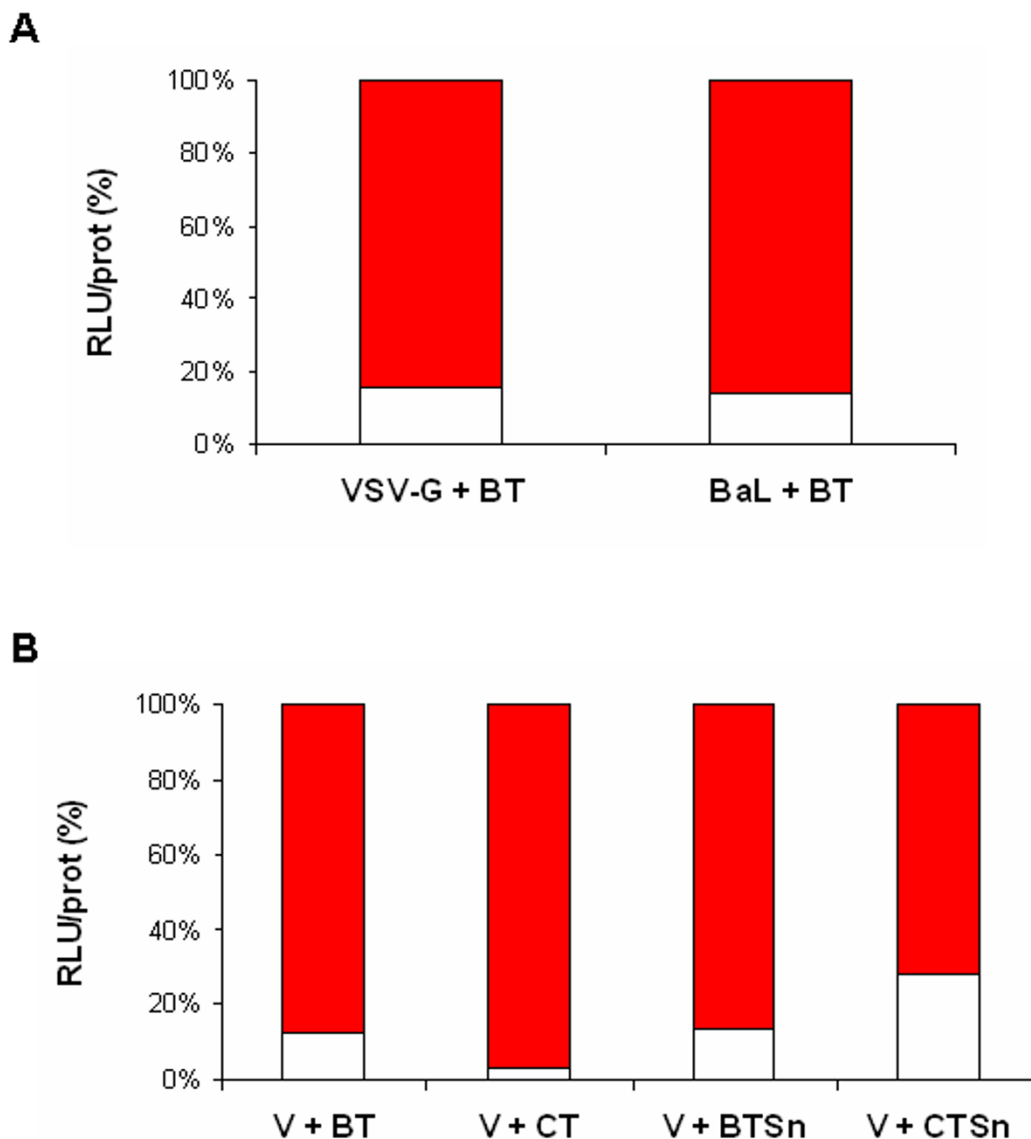 A
100%
80%
60%
40%
20%
0%
RLU/prot (%)
VSV-G + BT
BaL + BT
B
100%
80%
60%
40%
20%
0%
RLU/prot (%)
V + BT
V + CT
V + BTSn
V + CTSn